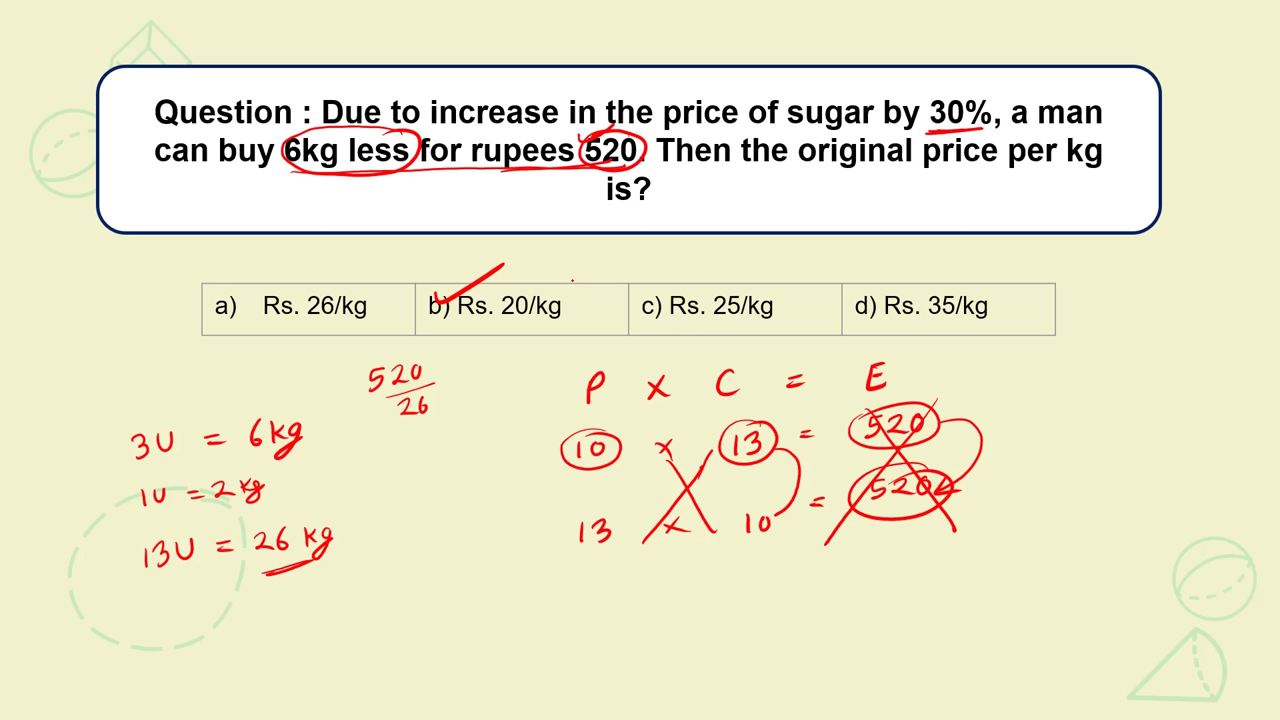 Question : Due to increase in the price of sugar by 30%, a man
can buy 6kg less for rupees 520. Then the original price per kg
is?
a) Rs. 26/kg
b) Rs. 20/kg
c) Rs. 25/kg
d) Rs. 35/kg
520
26
P x C = E
3U = 6kg
10 x 13 = 520
1U = 2kg
13 x 10 = 520
13U = 26 kg